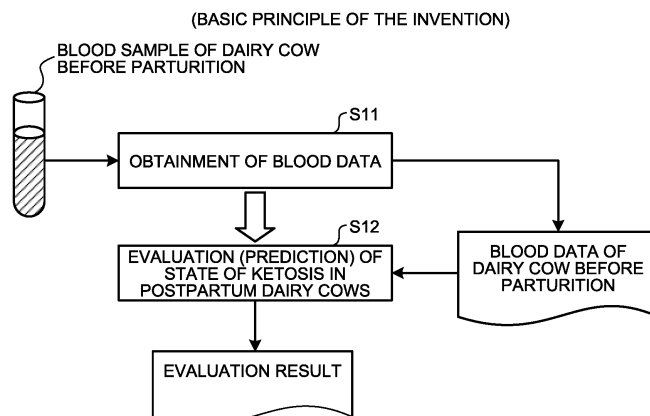 (BASIC PRINCIPLE OF THE INVENTION)
BLOOD SAMPLE OF DAIRY COW
BEFORE PARTURITION
S11
OBTAINMENT OF BLOOD DATA
S12
EVALUATION (PREDICTION) OF
STATE OF KETOSIS IN
POSTPARTUM DAIRY COWS
BLOOD DATA OF
DAIRY COW BEFORE
PARTURITION
EVALUATION RESULT